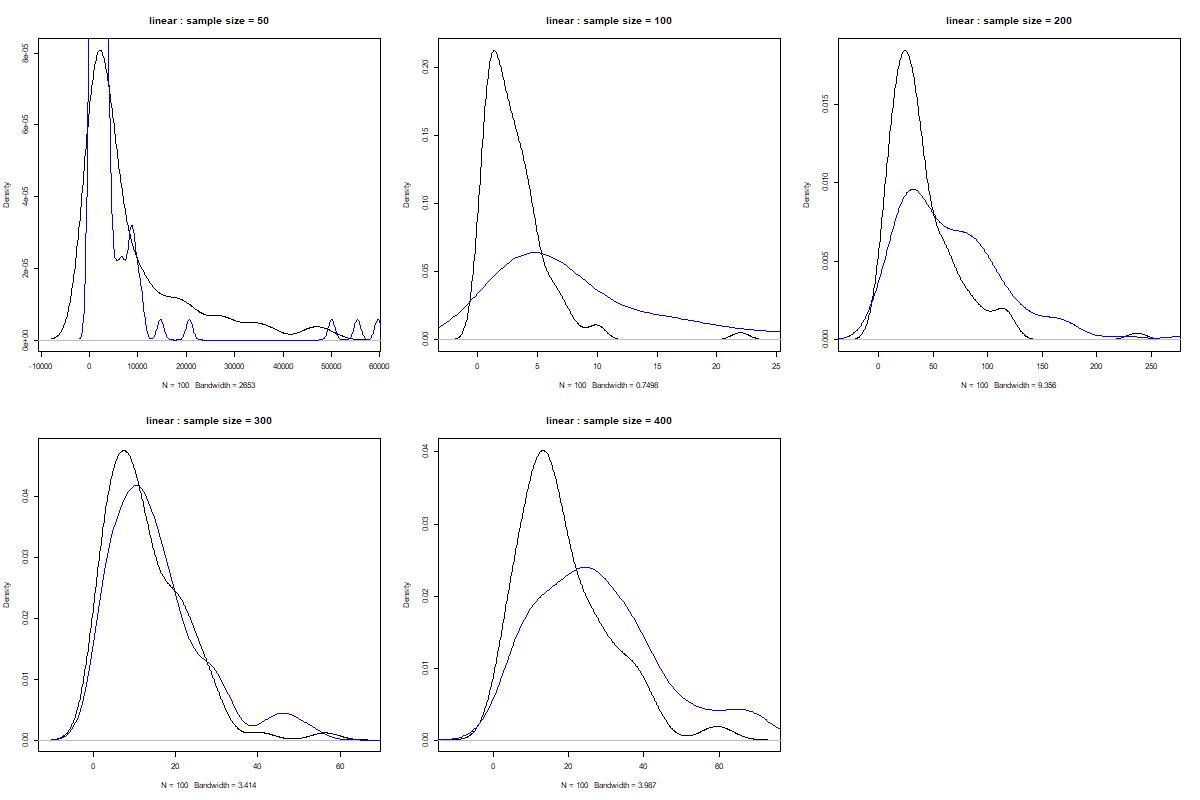 linear : sample size = 50
Density
0e+00 2e-05 4e-05 6e-05 8e-05
-10000 0 10000 20000 30000 40000 50000 60000
N = 100 Bandwidth = 2653
linear : sample size = 100
Density
0.00 0.05 0.10 0.15 0.20
0 5 10 15 20 25
N = 100 Bandwidth = 0.7498
linear : sample size = 200
Density
0.000 0.005 0.010 0.015
0 50 100 150 200 250
N = 100 Bandwidth = 9.356
linear : sample size = 300
Density
0.00 0.01 0.02 0.03 0.04
0 20 40 60
N = 100 Bandwidth = 3.414
linear : sample size = 400
Density
0.00 0.01 0.02 0.03 0.04
0 20 40 60
N = 100 Bandwidth = 3.987